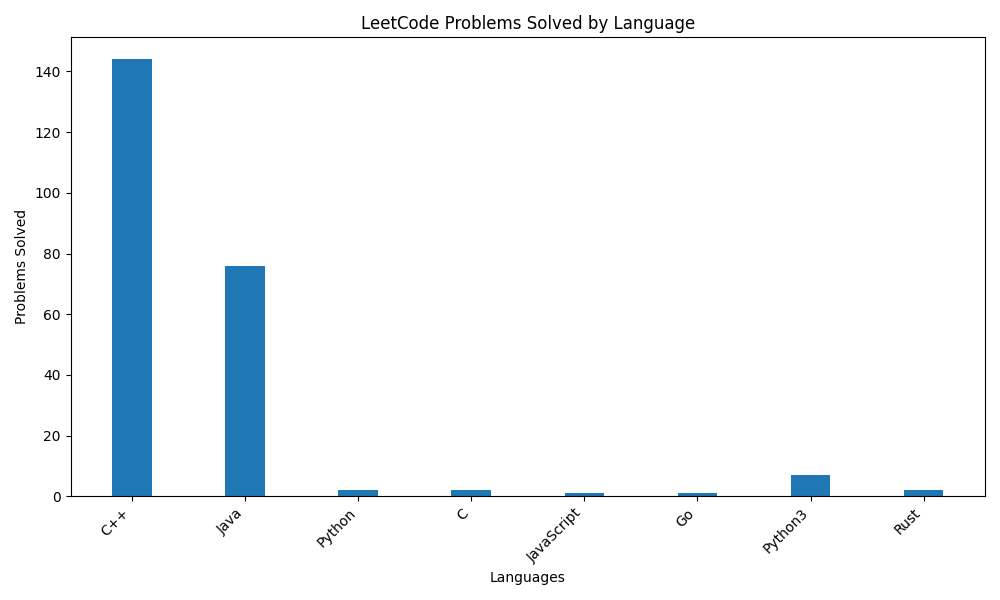 LeetCode Problems Solved by Language
Problems Solved
140
120
100
80
60
40
20
0
C++
Java
Python
C
JavaScript
Go
Python3
Rust
Languages